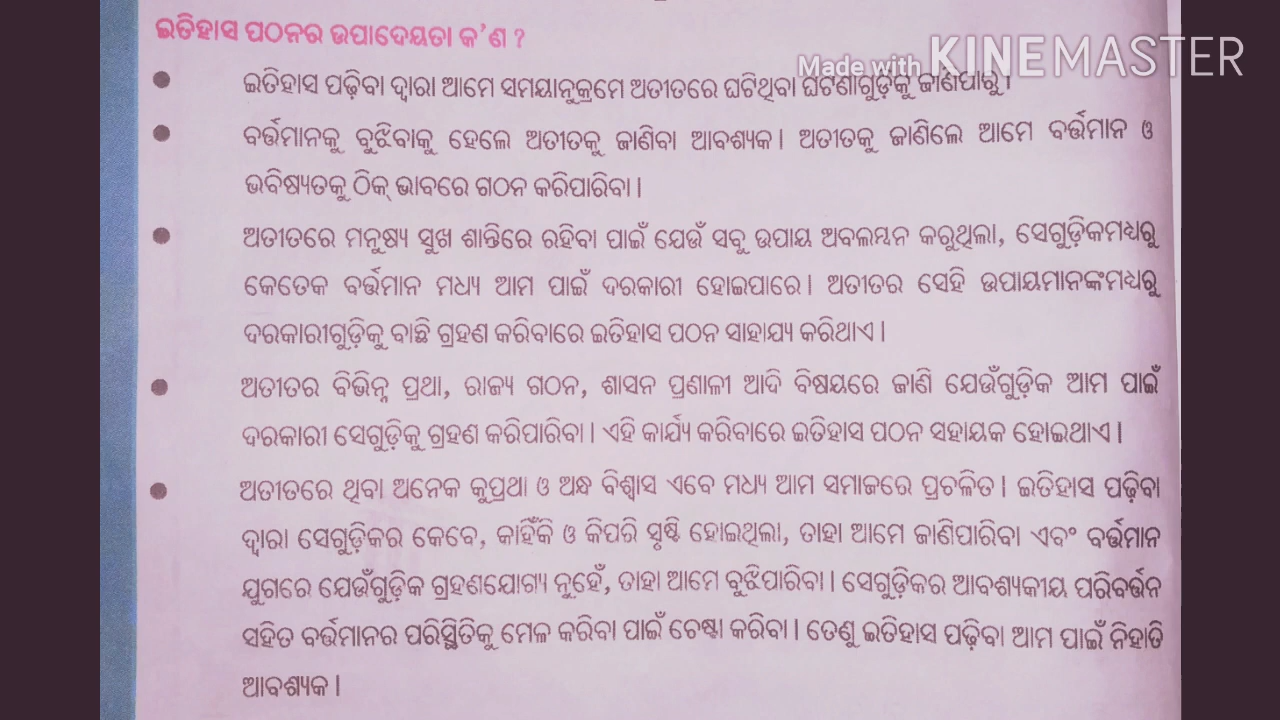 ଇତିହାସ ପଠନର ଉପାଦେୟତା କ'ଣ ?
Made with KINEMASTER
ଇତିହାସ ପଢ଼ିବା ଦ୍ୱାରା ଆମେ ସମୟାନୁକ୍ରମେ ଅତୀତରେ ଘଟିଥିବା ଘଟଣାଗୁଡ଼ିକୁ ଜାଣିପାରୁ ।
ବର୍ତ୍ତମାନକୁ ବୁଝିବାକୁ ହେଲେ ଅତୀତକୁ ଜାଣିବା ଆବଶ୍ୟକ । ଅତୀତକୁ ଜାଣିଲେ ଆମେ ବର୍ତ୍ତମାନ ଓ
ଭବିଷ୍ୟତକୁ ଠିକ୍ ଭାବରେ ଗଠନ କରିପାରିବା ।
ଅତୀତରେ ମନୁଷ୍ୟ ସୁଖ ଶାନ୍ତିରେ ରହିବା ପାଇଁ ଯେଉଁ ସବୁ ଉପାୟ ଅବଲମ୍ବନ କରୁଥିଲା, ସେଗୁଡ଼ିକମଧ୍ୟରୁ
କେତେକ ବର୍ତ୍ତମାନ ମଧ୍ୟ ଆମ ପାଇଁ ଦରକାରୀ ହୋଇପାରେ । ଅତୀତର ସେହି ଉପାୟମାନଙ୍କମଧ୍ୟରୁ
ଦରକାରୀଗୁଡ଼ିକୁ ବାଛି ଗ୍ରହଣ କରିବାରେ ଇତିହାସ ପଠନ ସାହାଯ୍ୟ କରିଥାଏ ।
ଅତୀତର ବିଭିନ୍ନ ପ୍ରଥା, ରାଜ୍ୟ ଗଠନ, ଶାସନ ପ୍ରଣାଳୀ ଆଦି ବିଷୟରେ ଜାଣି ଯେଉଁଗୁଡ଼ିକ ଆମ ପାଇଁ
ଦରକାରୀ ସେଗୁଡ଼ିକୁ ଗ୍ରହଣ କରିପାରିବା । ଏହି କାର୍ଯ୍ୟ କରିବାରେ ଇତିହାସ ପଠନ ସହାୟକ ହୋଇଥାଏ ।
ଅତୀତରେ ଥିବା ଅନେକ କୁପ୍ରଥା ଓ ଅନ୍ଧ ବିଶ୍ୱାସ ଏବେ ମଧ୍ୟ ଆମ ସମାଜରେ ପ୍ରଚଳିତ । ଇତିହାସ ପଢ଼ିବା
ଦ୍ୱାରା ସେଗୁଡ଼ିକର କେବେ, କାହିଁକି ଓ କିପରି ସୃଷ୍ଟି ହୋଇଥିଲା, ତାହା ଆମେ ଜାଣିପାରିବା ଏବଂ ବର୍ତ୍ତମାନ
ଯୁଗରେ ଯେଉଁଗୁଡ଼ିକ ଗ୍ରହଣଯୋଗ୍ୟ ନୁହେଁ, ତାହା ଆମେ ବୁଝିପାରିବା । ସେଗୁଡ଼ିକର ଆବଶ୍ୟକୀୟ ପରିବର୍ତ୍ତନ
ସହିତ ବର୍ତ୍ତମାନର ପରିସ୍ଥିତିକୁ ମେଳ କରିବା ପାଇଁ ଚେଷ୍ଟା କରିବା । ତେଣୁ ଇତିହାସ ପଢ଼ିବା ଆମ ପାଇଁ ନିହାତି
ଆବଶ୍ୟକ ।